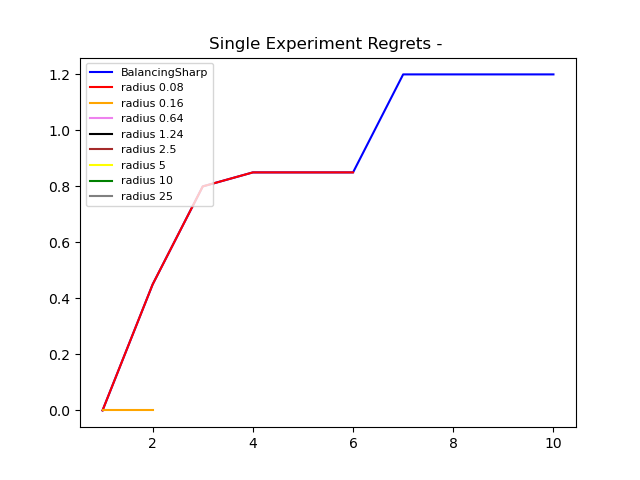 Single Experiment Regrets -
BalancingSharp
radius 0.08
radius 0.16
radius 0.64
radius 1.24
radius 2.5
radius 5
radius 10
radius 25
1.2
1.0
0.8
0.6
0.4
0.2
0.0
2 4 6 8 10